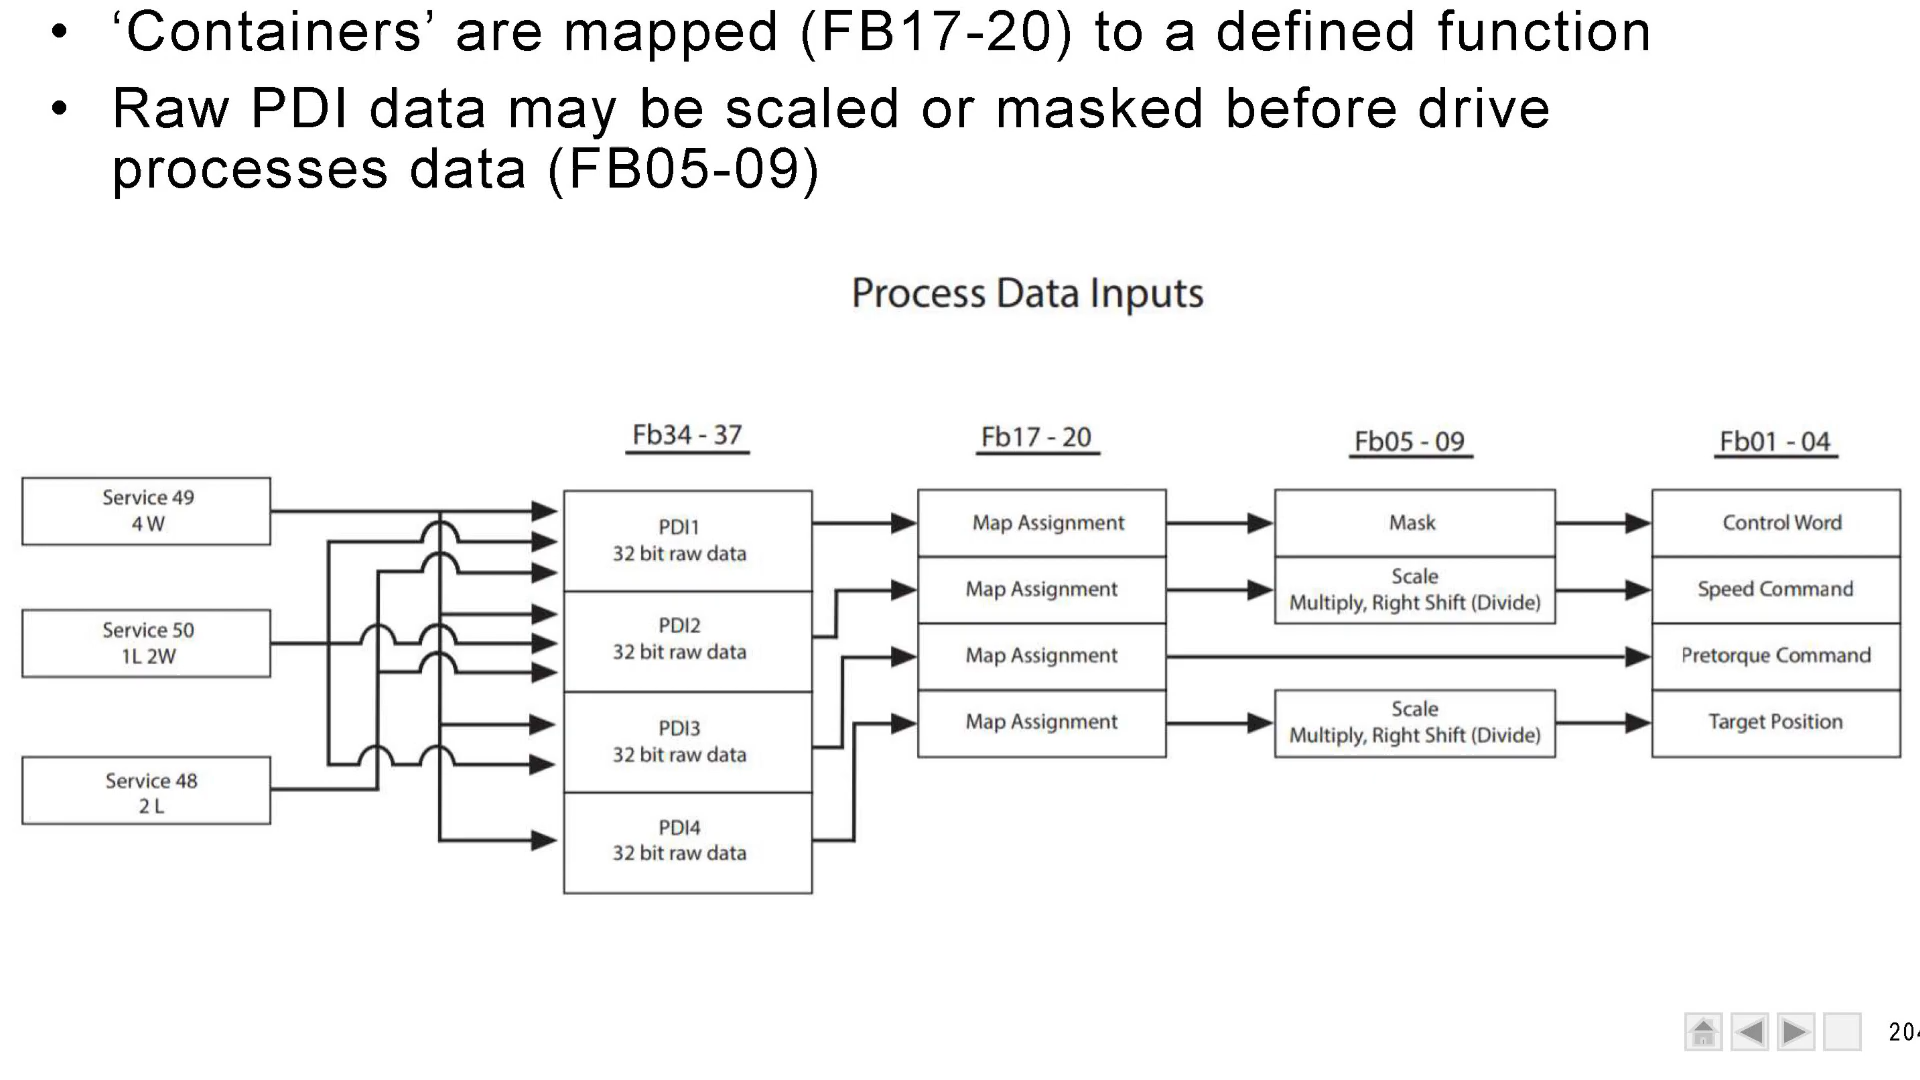 • ‘Containers’ are mapped (FB17-20) to a defined function
• Raw PDI data may be scaled or masked before drive
processes data (FB05-09)
Process Data Inputs
Fb34 - 37
Fb17 - 20
Fb05 - 09
Fb01 - 04
Service 49
4 W
Service 50
1L 2W
Service 48
2 L
PDI1
32 bit raw data
PDI2
32 bit raw data
PDI3
32 bit raw data
PDI4
32 bit raw data
Map Assignment
Map Assignment
Map Assignment
Map Assignment
Mask
Scale
Multiply, Right Shift (Divide)
Scale
Multiply, Right Shift (Divide)
Control Word
Speed Command
Pretorque Command
Target Position